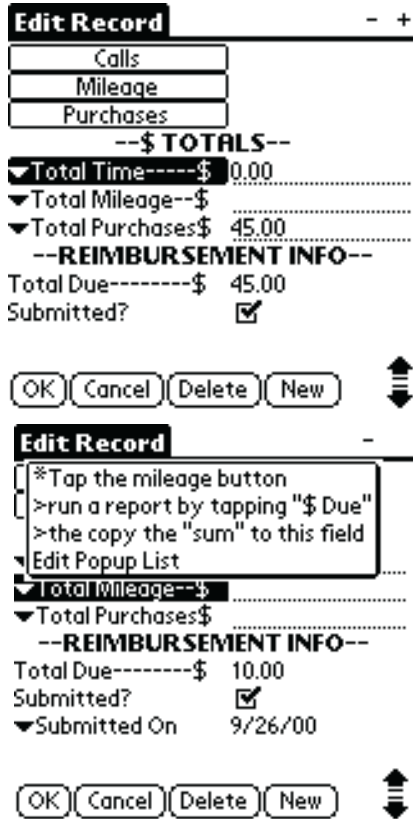 Edit Record - +
Calls
Mileage
Purchases
--$ TOTALS--
Total Time-----$ 0.00
Total Mileage--$
Total Purchases$ 45.00
--REIMBURSEMENT INFO--
Total Due--------$ 45.00
Submitted?
OK Cancel Delete New
Edit Record -
*Tap the mileage button
>run a report by tapping "$ Due"
>the copy the "sum" to this field
Edit Popup List
Total Mileage--$
Total Purchases$
--REIMBURSEMENT INFO--
Total Due--------$ 10.00
Submitted?
Submitted On 9/26/00
OK Cancel Delete New